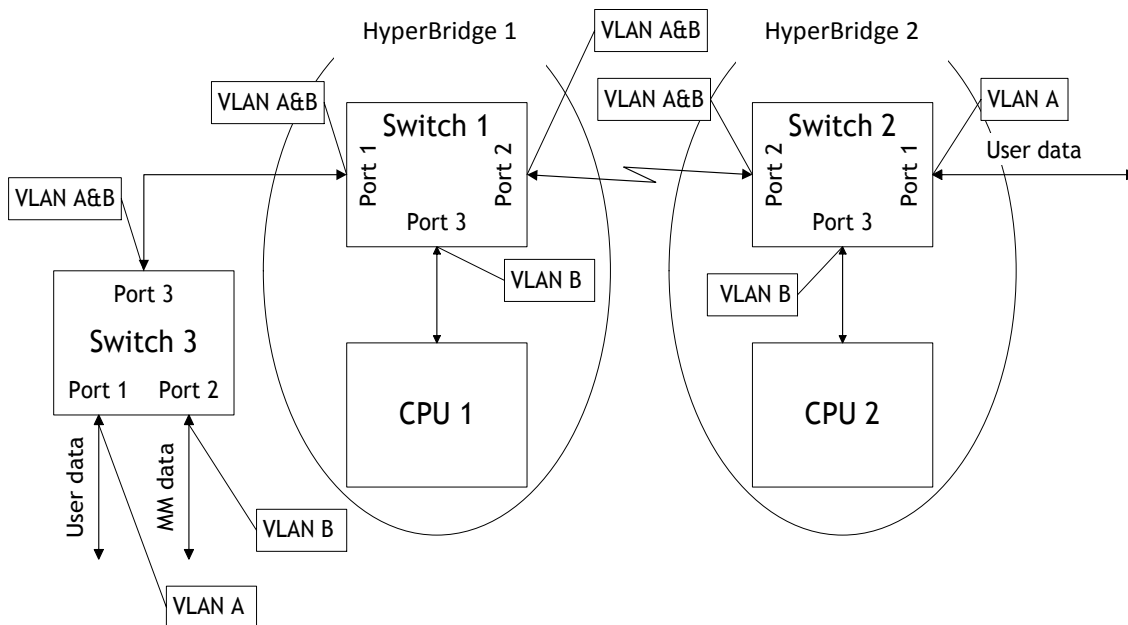 HyperBridge 1
VLAN A&B
HyperBridge 2
VLAN A&B
VLAN A&B
VLAN A
Switch 1
Port 1
Port 2
Port 3
Switch 2
Port 2
Port 1
Port 3
User data
VLAN A&B
VLAN B
VLAN B
Port 3
Switch 3
Port 1
Port 2
CPU 1
CPU 2
User data
MM data
VLAN B
VLAN A